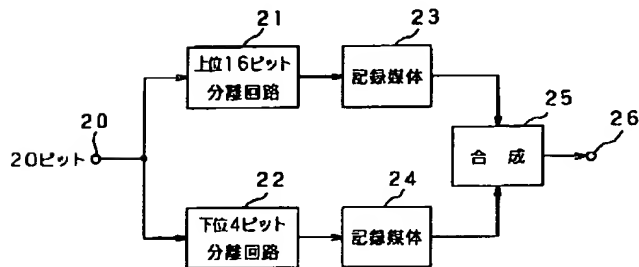 21
上位16ビット
分離回路
23
記録媒体
25
合成
26
20
20ビット
22
下位4ビット
分離回路
24
記録媒体